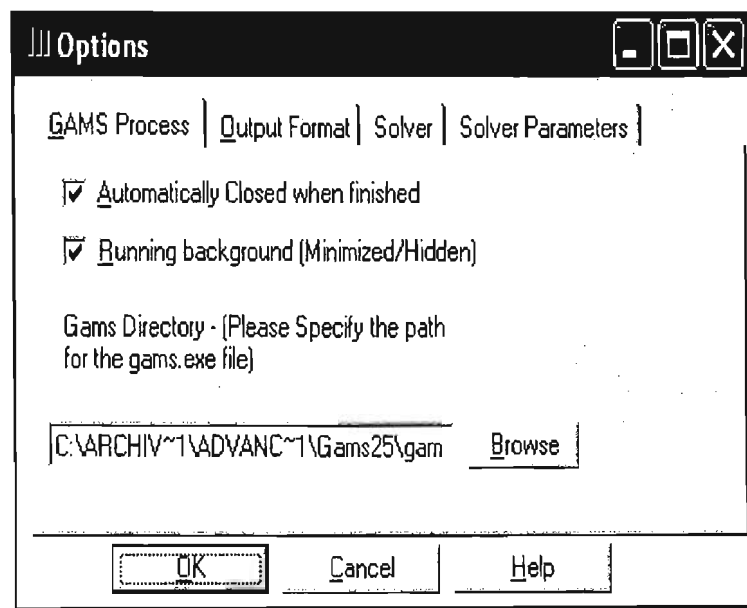 Options
GAMS Process Output Format Solver Solver Parameters
Automatically Closed when finished
Running background (Minimized/Hidden)
Gams Directory - (Please Specify the path
for the gams.exe file)
C:\ARCHIV~1\ADVANC~1\Gams25\gam Browse
OK Cancel Help